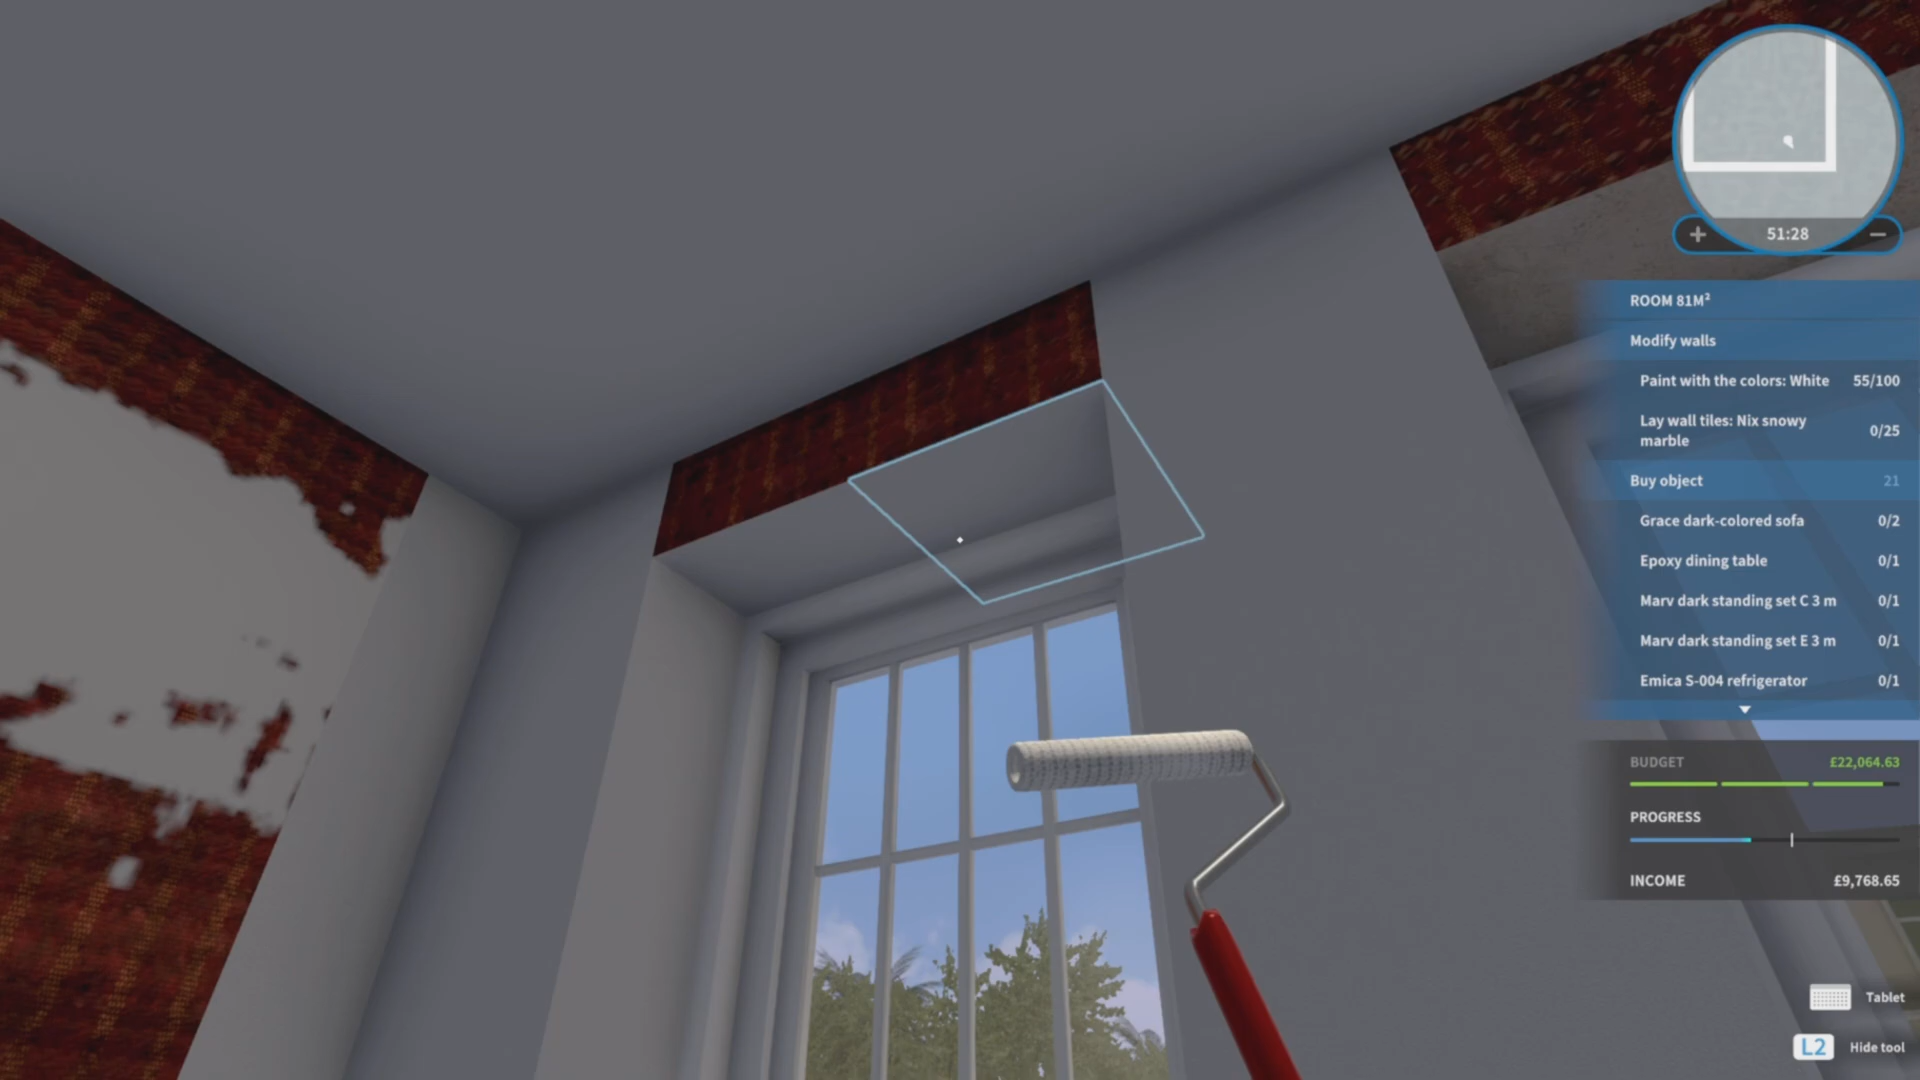 + 51:28 −
ROOM 81M²
Modify walls
Paint with the colors: White 55/100
Lay wall tiles: Nix snowy
marble 0/25
Buy object 21
Grace dark-colored sofa 0/2
Epoxy dining table 0/1
Marv dark standing set C 3 m 0/1
Marv dark standing set E 3 m 0/1
Emica S-004 refrigerator 0/1
BUDGET £22,064.63
PROGRESS
INCOME £9,768.65
Tablet
L2 Hide tool